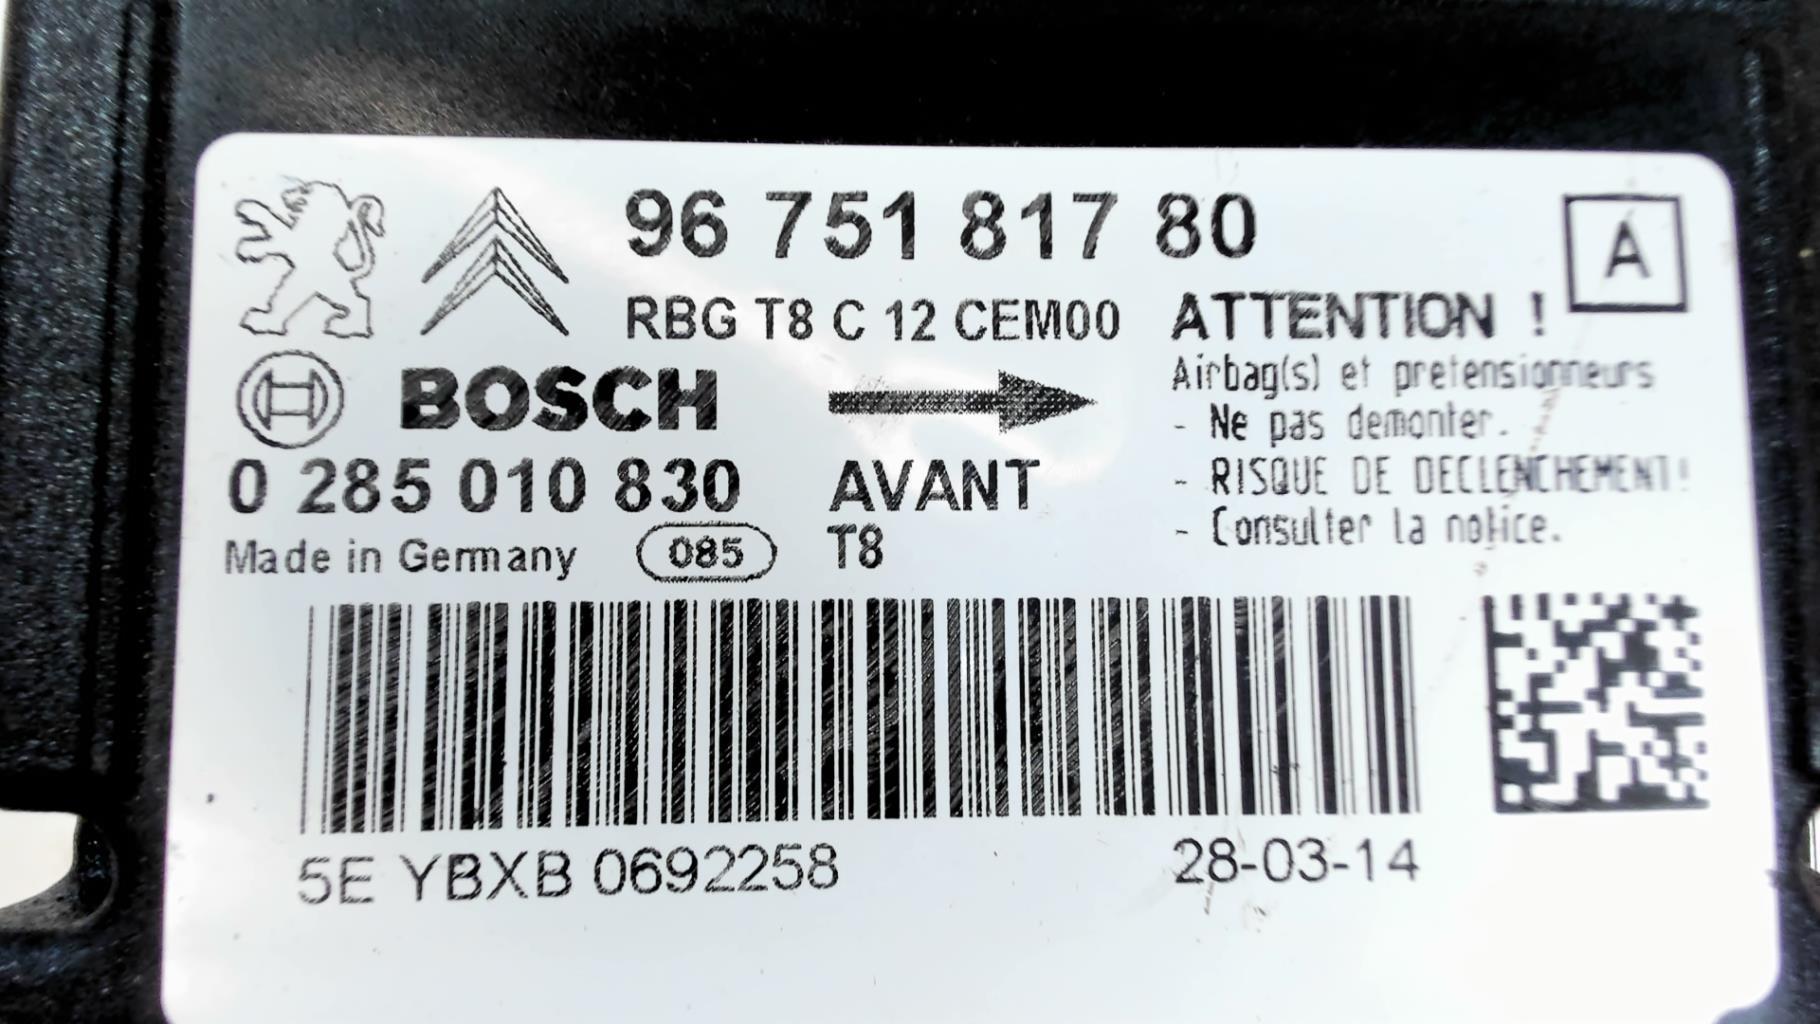 96 751 817 80
A
RBG T8 C 12 CEM00
ATTENTION !
BOSCH
Airbag(s) et pretensionneurs
- Ne pas demonter.
0 285 010 830
AVANT
- RISQUE DE DECLENCHEMENT!
Made in Germany
085
T8
- Consulter la notice.
5E YBXB 0692258
28-03-14